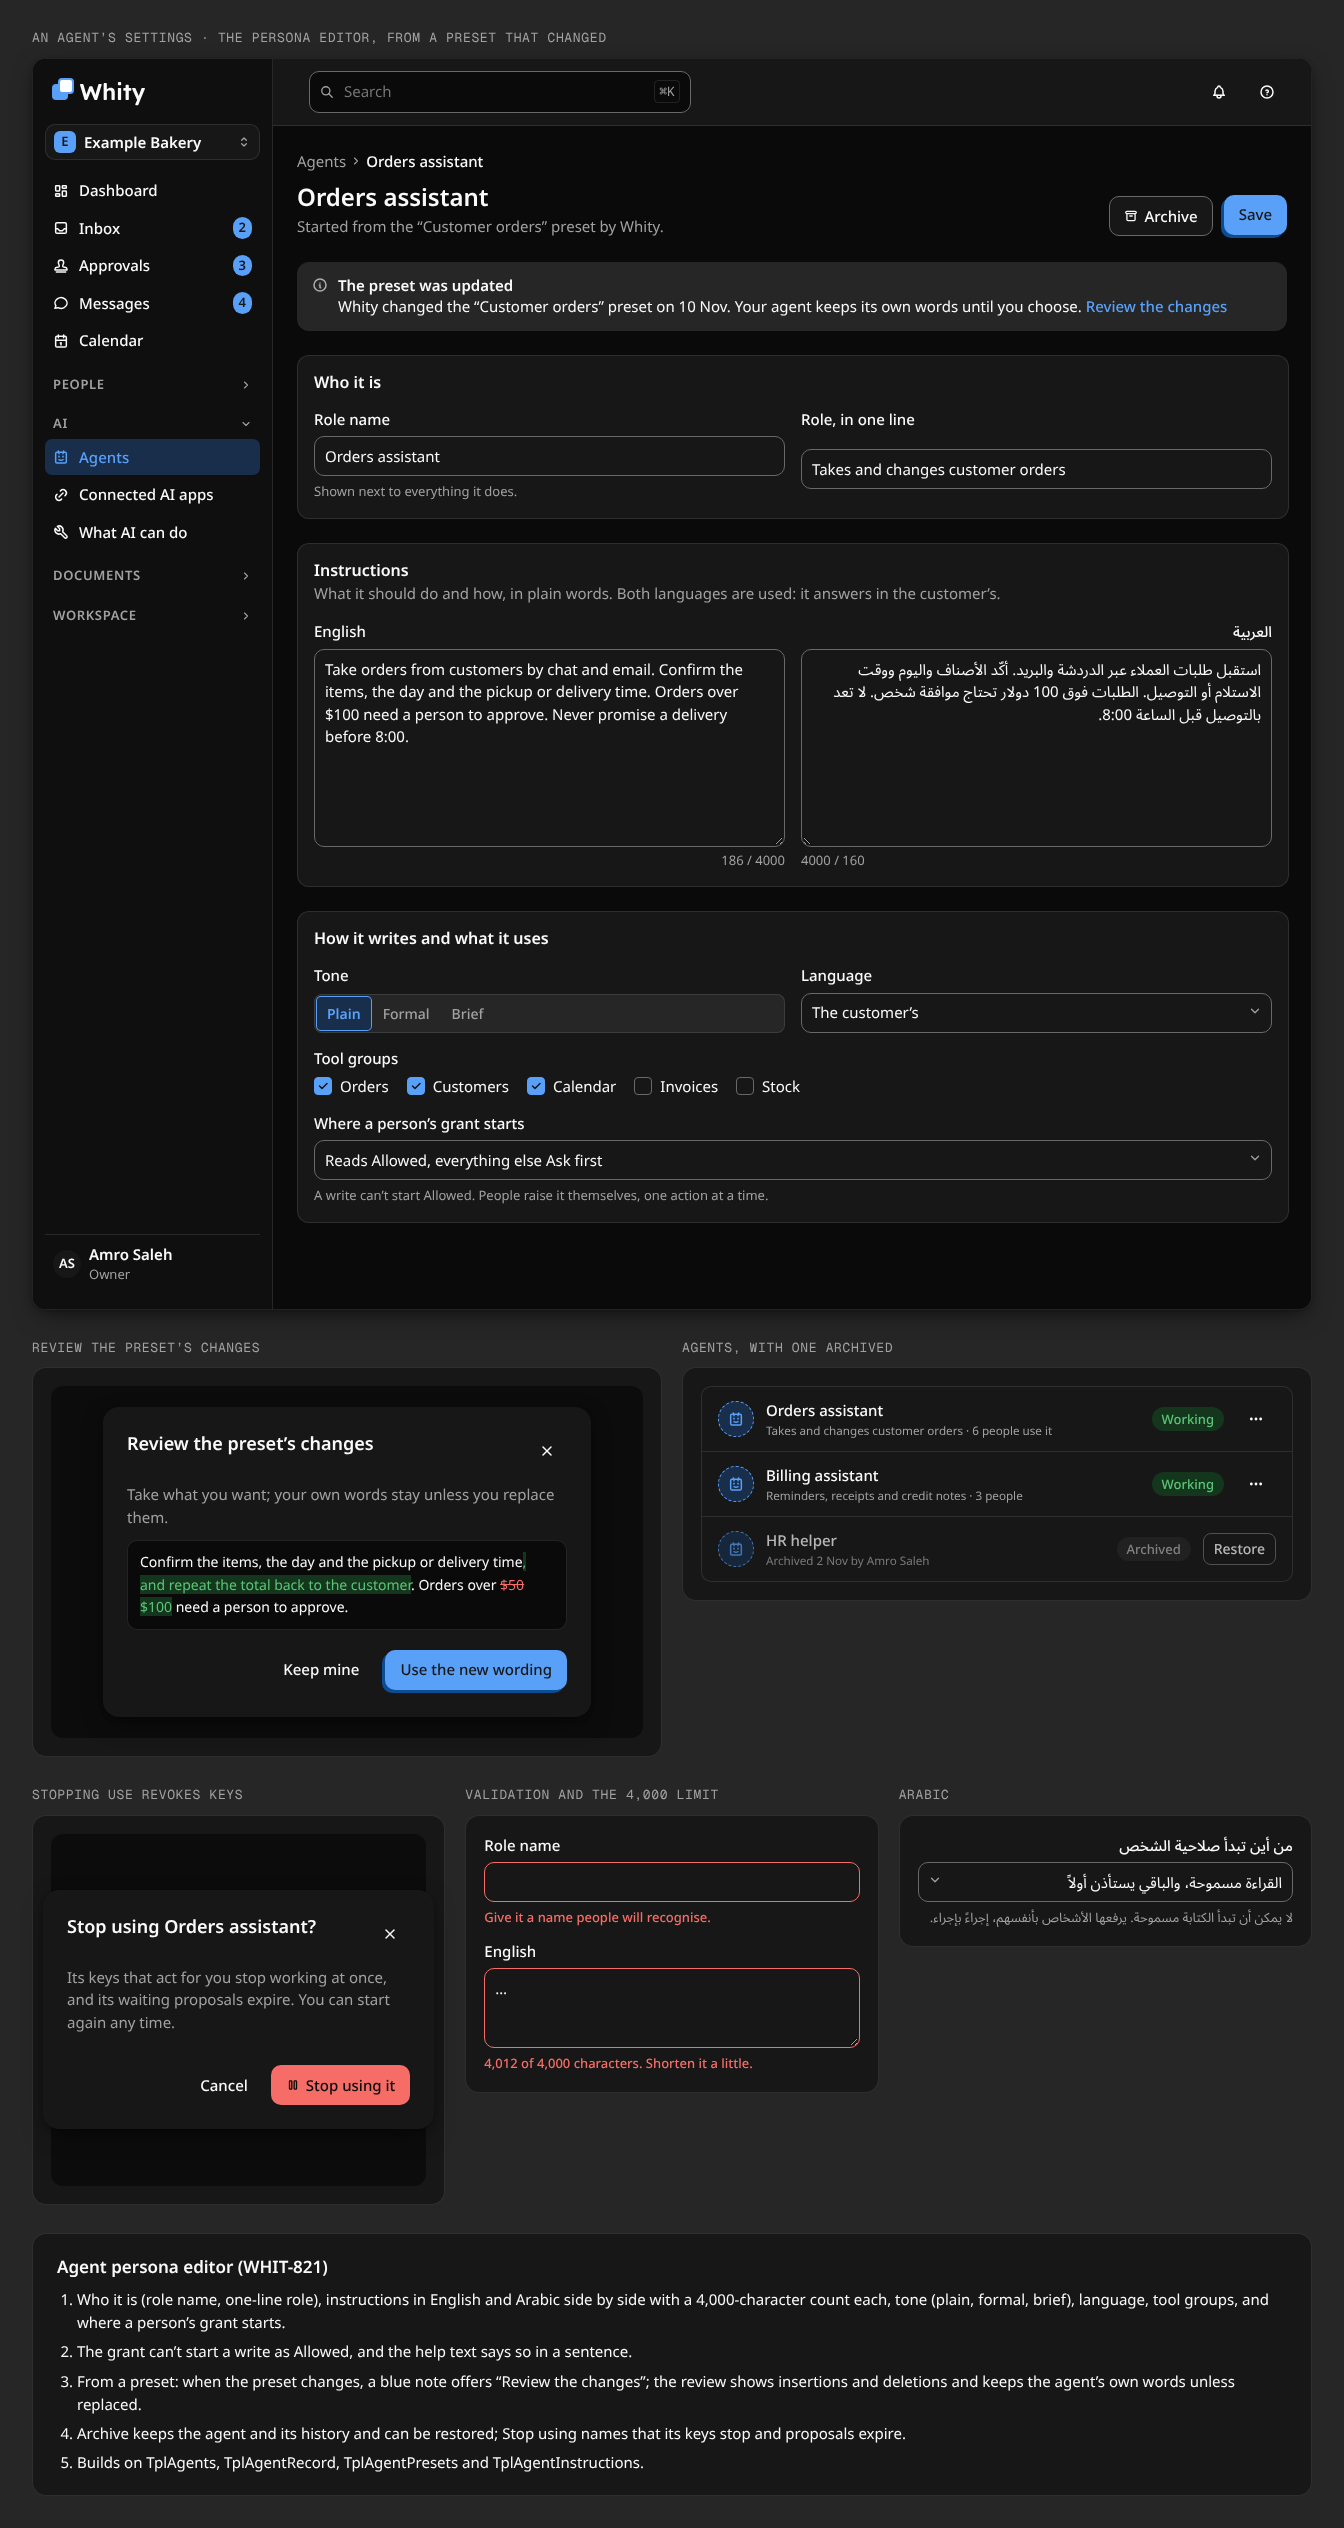 AN AGENT'S SETTINGS · THE PERSONA EDITOR, FROM A PRESET THAT CHANGED
Whity
Search
⌘K
E
Example Bakery
Dashboard
Inbox
2
Approvals
3
Messages
4
Calendar
PEOPLE
AI
Agents
Connected AI apps
What AI can do
DOCUMENTS
WORKSPACE
AS
Amro Saleh
Owner
Agents › Orders assistant
Orders assistant
Started from the “Customer orders” preset by Whity.
Archive
Save
The preset was updated
Whity changed the “Customer orders” preset on 10 Nov. Your agent keeps its own words until you choose. Review the changes
Who it is
Role name
Orders assistant
Shown next to everything it does.
Role, in one line
Takes and changes customer orders
Instructions
What it should do and how, in plain words. Both languages are used: it answers in the customer’s.
English
Take orders from customers by chat and email. Confirm the
items, the day and the pickup or delivery time. Orders over
$100 need a person to approve. Never promise a delivery
before 8:00.
186 / 4000
العربية
استقبل طلبات العملاء عبر الدردشة والبريد. أكّد الأصناف واليوم ووقت
الاستلام أو التوصيل. الطلبات فوق 100 دولار تحتاج موافقة شخص. لا تعد
بالتوصيل قبل الساعة 8:00.
4000 / 160
How it writes and what it uses
Tone
Plain
Formal
Brief
Language
The customer’s
Tool groups
Orders
Customers
Calendar
Invoices
Stock
Where a person’s grant starts
Reads Allowed, everything else Ask first
A write can’t start Allowed. People raise it themselves, one action at a time.
REVIEW THE PRESET'S CHANGES
Review the preset’s changes
Take what you want; your own words stay unless you replace
them.
Confirm the items, the day and the pickup or delivery time,
and repeat the total back to the customer. Orders over $50
$100 need a person to approve.
Keep mine
Use the new wording
AGENTS, WITH ONE ARCHIVED
Orders assistant
Takes and changes customer orders · 6 people use it
Working
Billing assistant
Reminders, receipts and credit notes · 3 people
Working
HR helper
Archived 2 Nov by Amro Saleh
Archived
Restore
STOPPING USE REVOKES KEYS
Stop using Orders assistant?
Its keys that act for you stop working at once,
and its waiting proposals expire. You can start
again any time.
Cancel
Stop using it
VALIDATION AND THE 4,000 LIMIT
Role name
Give it a name people will recognise.
English
...
4,012 of 4,000 characters. Shorten it a little.
ARABIC
من أين تبدأ صلاحية الشخص
القراءة مسموحة، والباقي يستأذن أولاً
لا يمكن أن تبدأ الكتابة مسموحة. يرفعها الأشخاص بأنفسهم، إجراءً بإجراء.
Agent persona editor (WHIT-821)
1. Who it is (role name, one-line role), instructions in English and Arabic side by side with a 4,000-character count each, tone (plain, formal, brief), language, tool groups, and
where a person’s grant starts.
2. The grant can’t start a write as Allowed, and the help text says so in a sentence.
3. From a preset: when the preset changes, a blue note offers “Review the changes”; the review shows insertions and deletions and keeps the agent’s own words unless
replaced.
4. Archive keeps the agent and its history and can be restored; Stop using names that its keys stop and proposals expire.
5. Builds on TplAgents, TplAgentRecord, TplAgentPresets and TplAgentInstructions.